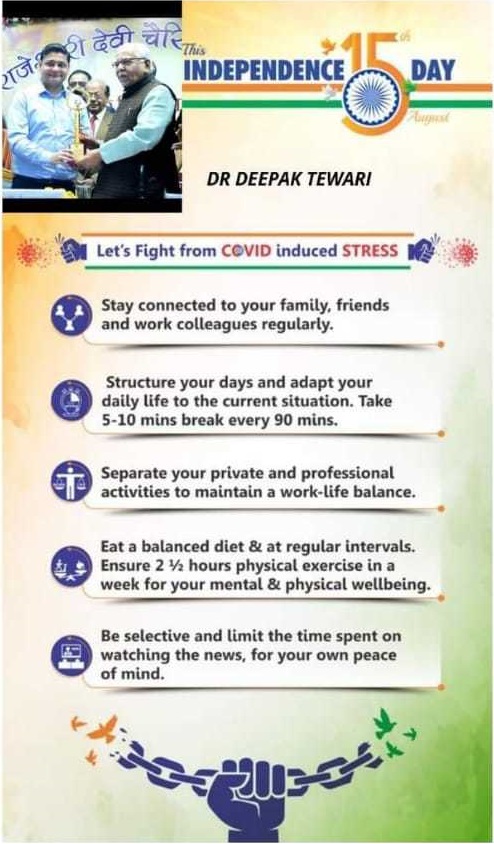 राजेश्वरी देवी चैरि
This
INDEPENDENCE 15th DAY
August
DR DEEPAK TEWARI
Let's Fight from COVID induced STRESS
Stay connected to your family, friends
and work colleagues regularly.
Structure your days and adapt your
daily life to the current situation. Take
5-10 mins break every 90 mins.
Separate your private and professional
activities to maintain a work-life balance.
Eat a balanced diet & at regular intervals.
Ensure 2 ½ hours physical exercise in a
week for your mental & physical wellbeing.
Be selective and limit the time spent on
watching the news, for your own peace
of mind.